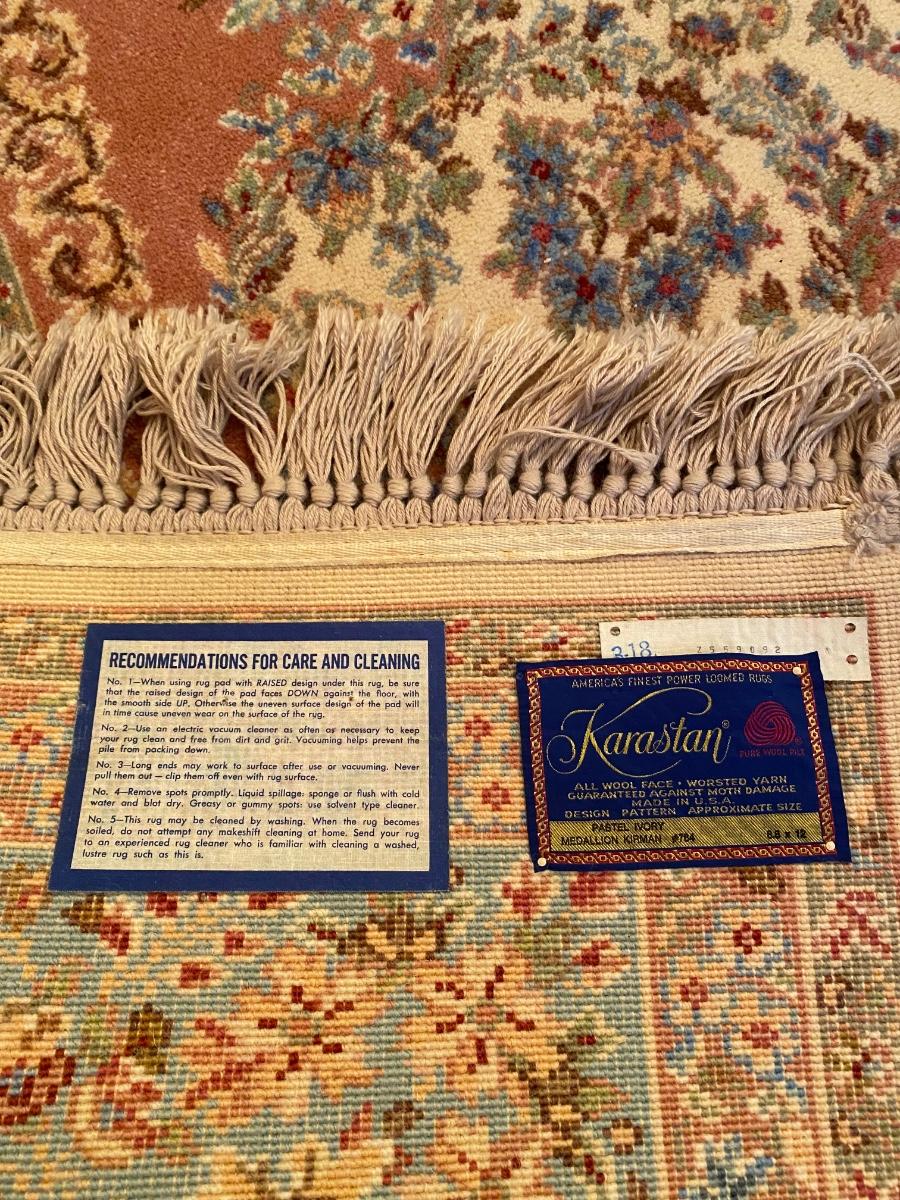 RECOMMENDATIONS FOR CARE AND CLEANING
No. 1—When using rug pad with RAISED design under this rug, be sure
that the raised design of the pad faces DOWN against the floor, with
the smooth side UP. Otherwise the uneven surface design of the pad will
in time cause uneven wear on the surface of the rug.
No. 2—Use an electric vacuum cleaner as often as necessary to keep
your rug clean and free from dirt and grit. Vacuuming helps prevent the
pile from packing down.
No. 3—Long ends may work to surface after use or vacuuming. Never
pull them out — clip them off even with rug surface.
No. 4—Remove spots promptly. Liquid spillage: sponge or flush with cold
water and blot dry. Greasy or gummy spots: use solvent type cleaner.
No. 5—This rug may be cleaned by washing. When the rug becomes
soiled, do not attempt any makeshift cleaning at home. Send your rug
to an experienced rug cleaner who is familiar with cleaning a washed,
lustre rug such as this is.
318. 7559092
AMERICA'S FINEST POWER LOOMED RUGS
Karastan®
PURE WOOL PILE
ALL WOOL FACE • WORSTED YARN
GUARANTEED AGAINST MOTH DAMAGE
MADE IN U.S.A.
DESIGN PATTERN APPROXIMATE SIZE
PASTEL IVORY
MEDALLION KIRMAN #784 8.8 x 12